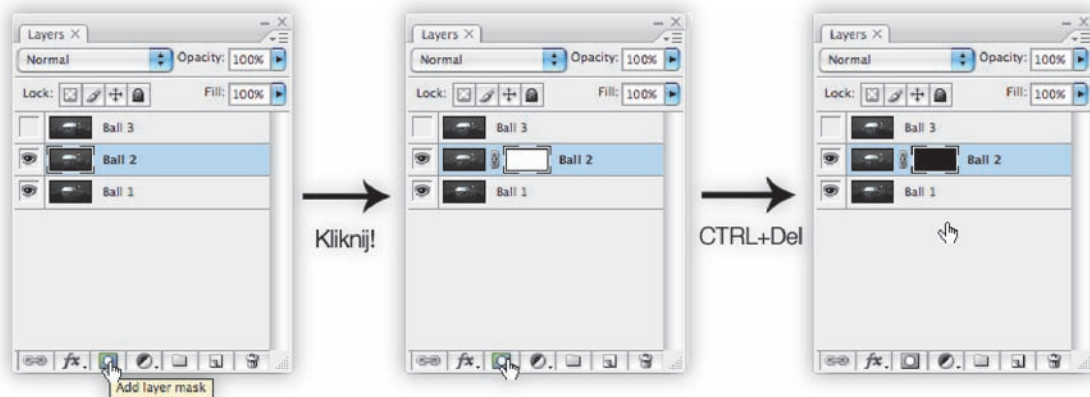 Layers ×
Normal Opacity: 100%
Lock: Fill: 100%
Ball 3
Ball 2
Ball 1
fx.
Add layer mask
Kliknij!
Layers ×
Normal Opacity: 100%
Lock: Fill: 100%
Ball 3
Ball 2
Ball 1
fx.
CTRL+Del
Layers ×
Normal Opacity: 100%
Lock: Fill: 100%
Ball 3
Ball 2
Ball 1
fx.